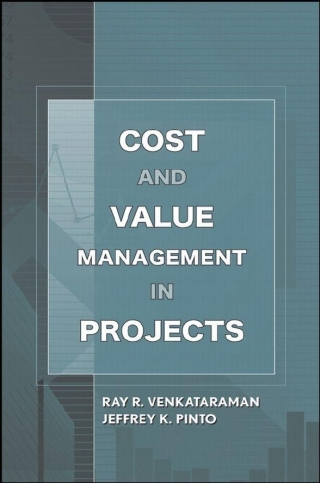 COST
AND
VALUE
MANAGEMENT
IN
PROJECTS
RAY R. VENKATARAMAN
JEFFREY K. PINTO